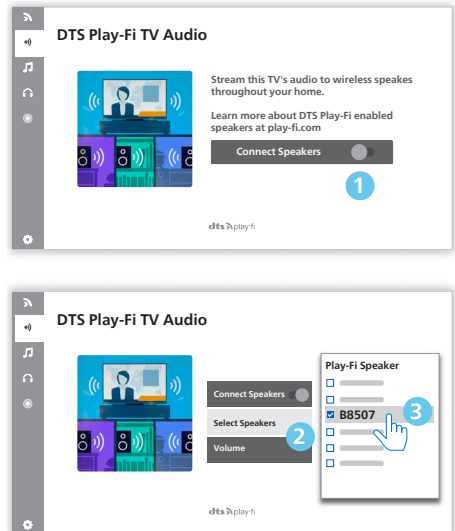 DTS Play-Fi TV Audio
Stream this TV's audio to wireless speakes
throughout your home.
Learn more about DTS Play-Fi enabled
speakers at play-fi.com
Connect Speakers
1
dts play-fi
DTS Play-Fi TV Audio
Connect Speakers
Select Speakers
2
Volume
Play-Fi Speaker
B8507
3
dts play-fi